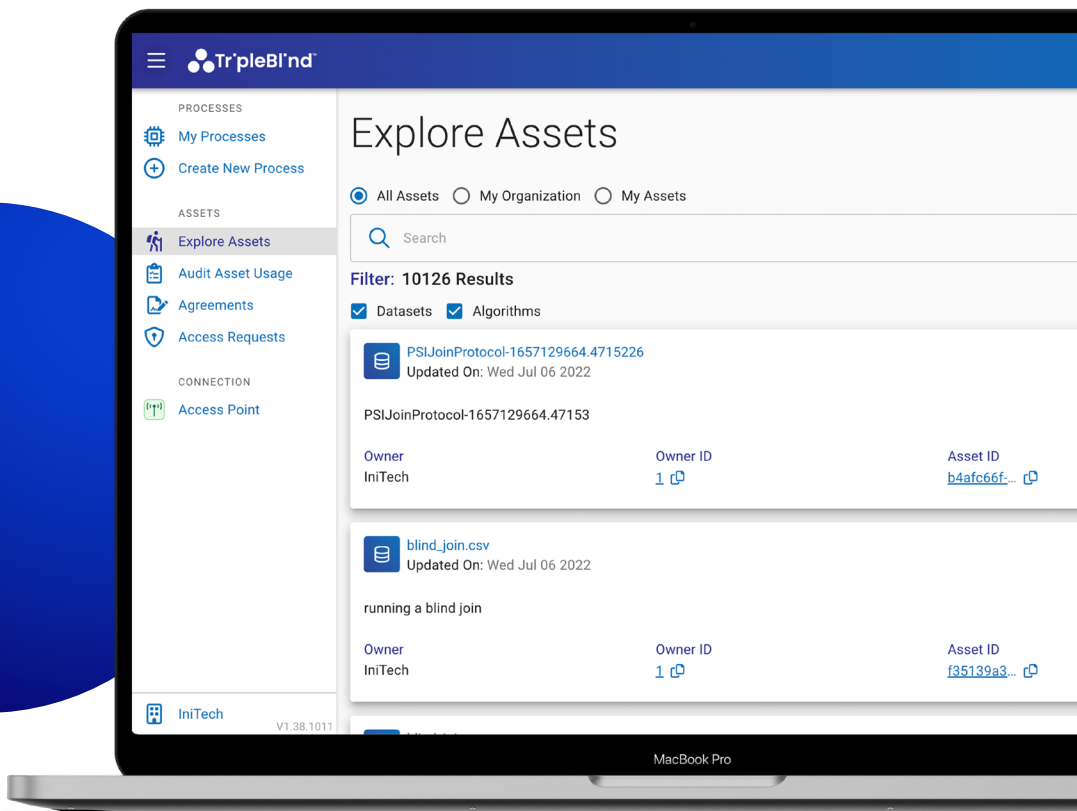 TripleBlind™
PROCESSES
My Processes
Create New Process
ASSETS
Explore Assets
Audit Asset Usage
Agreements
Access Requests
CONNECTION
Access Point
IniTech
V1.38.1011
Explore Assets
All Assets My Organization My Assets
Search
Filter: 10126 Results
Datasets Algorithms
PSIJoinProtocol-1657129664.4715226
Updated On: Wed Jul 06 2022
PSIJoinProtocol-1657129664.47153
Owner Owner ID Asset ID
IniTech 1 b4afc66f-...
blind_join.csv
Updated On: Wed Jul 06 2022
running a blind join
Owner Owner ID Asset ID
IniTech 1 f35139a3...
MacBook Pro